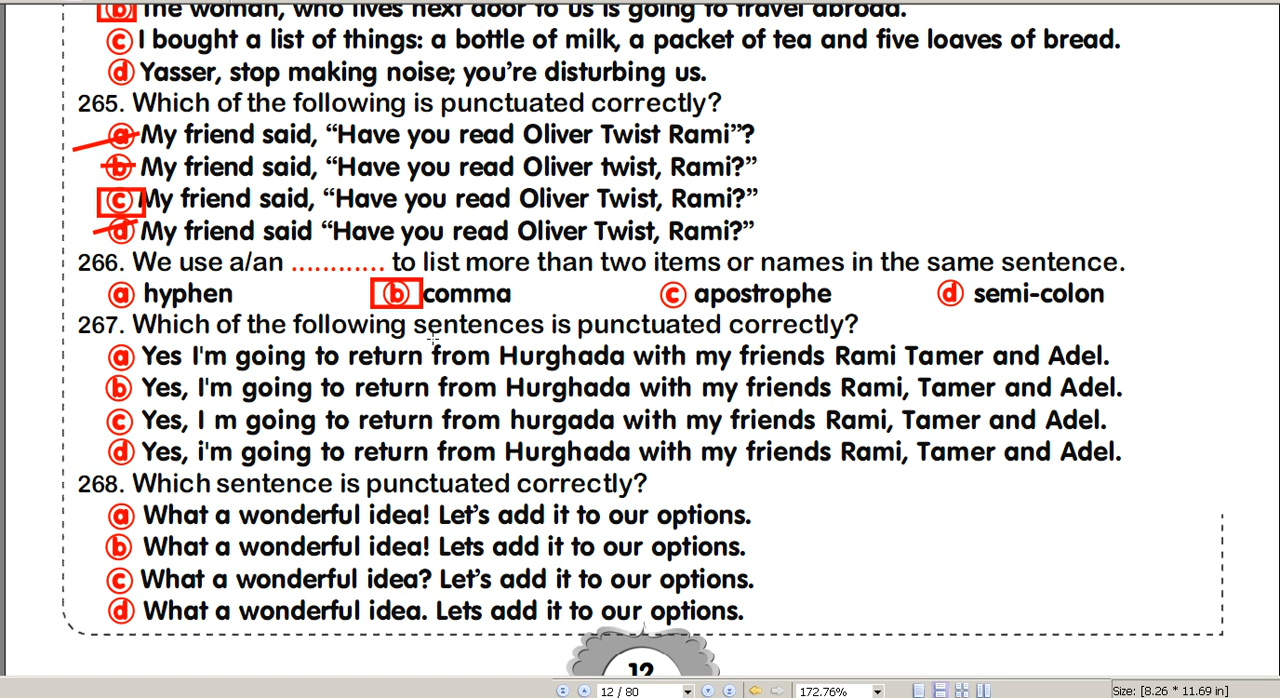 b The woman, who lives next door to us is going to travel abroad.
c I bought a list of things: a bottle of milk, a packet of tea and five loaves of bread.
d Yasser, stop making noise; you're disturbing us.
265. Which of the following is punctuated correctly?
a My friend said, “Have you read Oliver Twist Rami”?
b My friend said, “Have you read Oliver twist, Rami?”
c My friend said, “Have you read Oliver Twist, Rami?”
d My friend said “Have you read Oliver Twist, Rami?”
266. We use a/an ............ to list more than two items or names in the same sentence.
a hyphen b comma c apostrophe d semi-colon
267. Which of the following sentences is punctuated correctly?
a Yes I'm going to return from Hurghada with my friends Rami Tamer and Adel.
b Yes, I'm going to return from Hurghada with my friends Rami, Tamer and Adel.
c Yes, I m going to return from hurgada with my friends Rami, Tamer and Adel.
d Yes, i'm going to return from Hurghada with my friends Rami, Tamer and Adel.
268. Which sentence is punctuated correctly?
a What a wonderful idea! Let’s add it to our options.
b What a wonderful idea! Lets add it to our options.
c What a wonderful idea? Let’s add it to our options.
d What a wonderful idea. Lets add it to our options.
12
12 / 80 172.76% Size: [8.26 * 11.69 in]